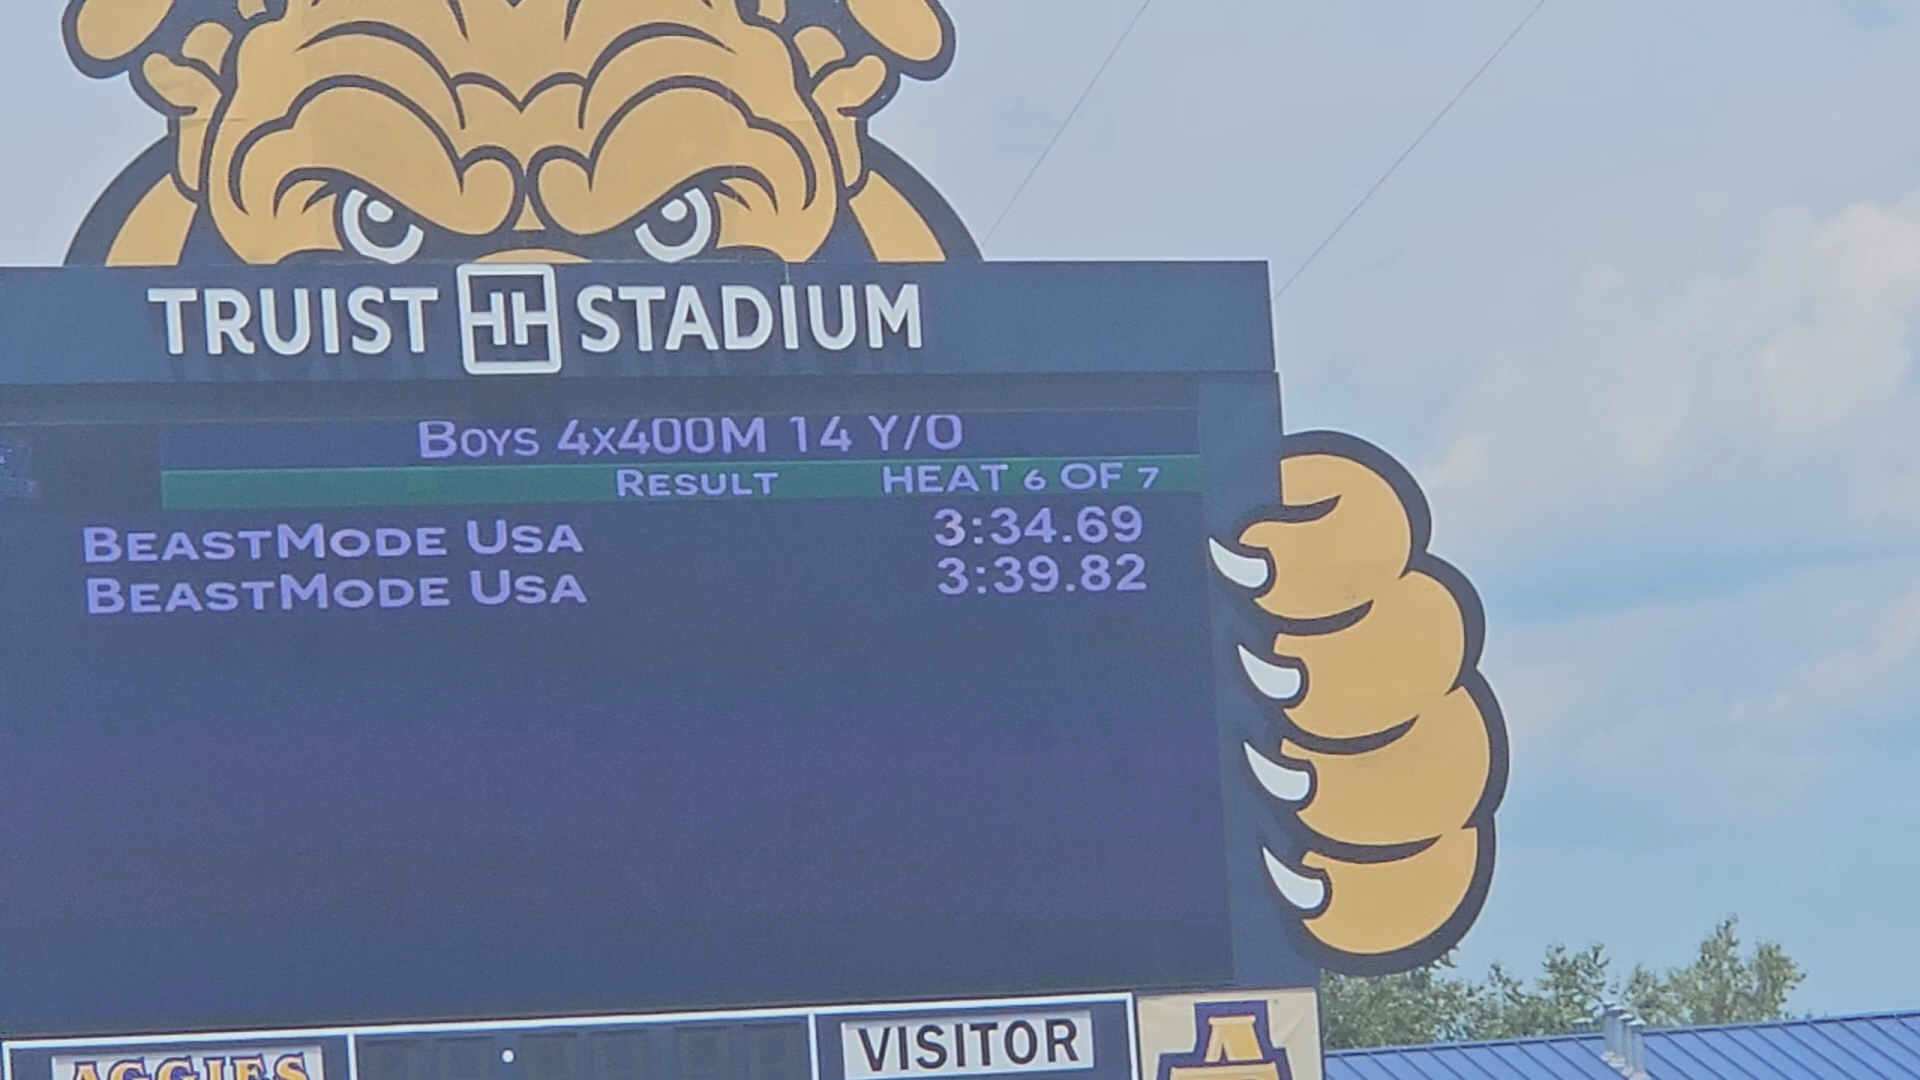 TRUIST STADIUM
BOYS 4X400M 14 Y/O
RESULT HEAT 6 OF 7
BEASTMODE USA 3:34.69
BEASTMODE USA 3:39.82
AGGIES VISITOR